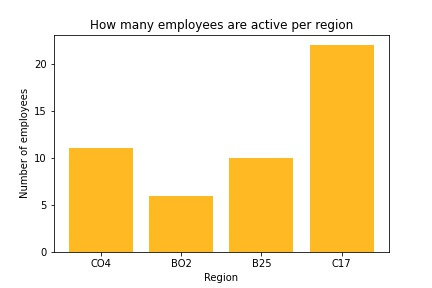 How many employees are active per region
Number of employees
20
15
10
5
0
CO4 BO2 B25 C17
Region